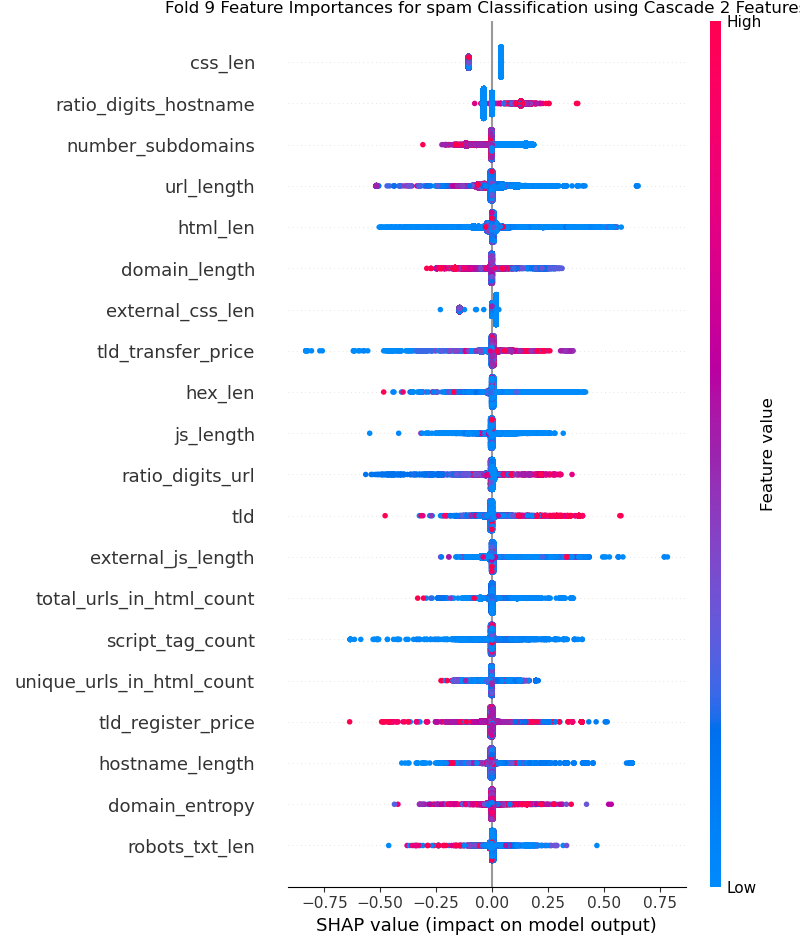 Fold 9 Feature Importances for spam Classification using Cascade 2 Features
High
css_len
ratio_digits_hostname
number_subdomains
url_length
html_len
domain_length
external_css_len
tld_transfer_price
hex_len
js_length
ratio_digits_url
tld
external_js_length
total_urls_in_html_count
script_tag_count
unique_urls_in_html_count
tld_register_price
hostname_length
domain_entropy
robots_txt_len
Feature value
Low
−0.75 −0.50 −0.25 0.00 0.25 0.50 0.75
SHAP value (impact on model output)